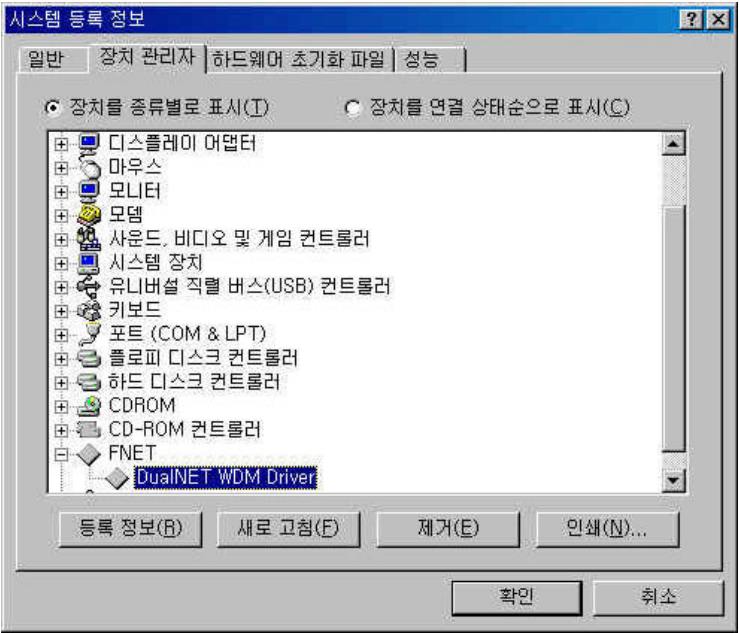 시스템 등록 정보
일반 장치 관리자 하드웨어 초기화 파일 성능
장치를 종류별로 표시(T) 장치를 연결 상태순으로 표시(C)
디스플레이 어댑터
마우스
모니터
모뎀
사운드, 비디오 및 게임 컨트롤러
시스템 장치
유니버설 직렬 버스(USB) 컨트롤러
키보드
포트 (COM & LPT)
플로피 디스크 컨트롤러
하드 디스크 컨트롤러
CDROM
CD-ROM 컨트롤러
FNET
DualNET WDM Driver
등록 정보(R) 새로 고침(F) 제거(E) 인쇄(N)...
확인 취소